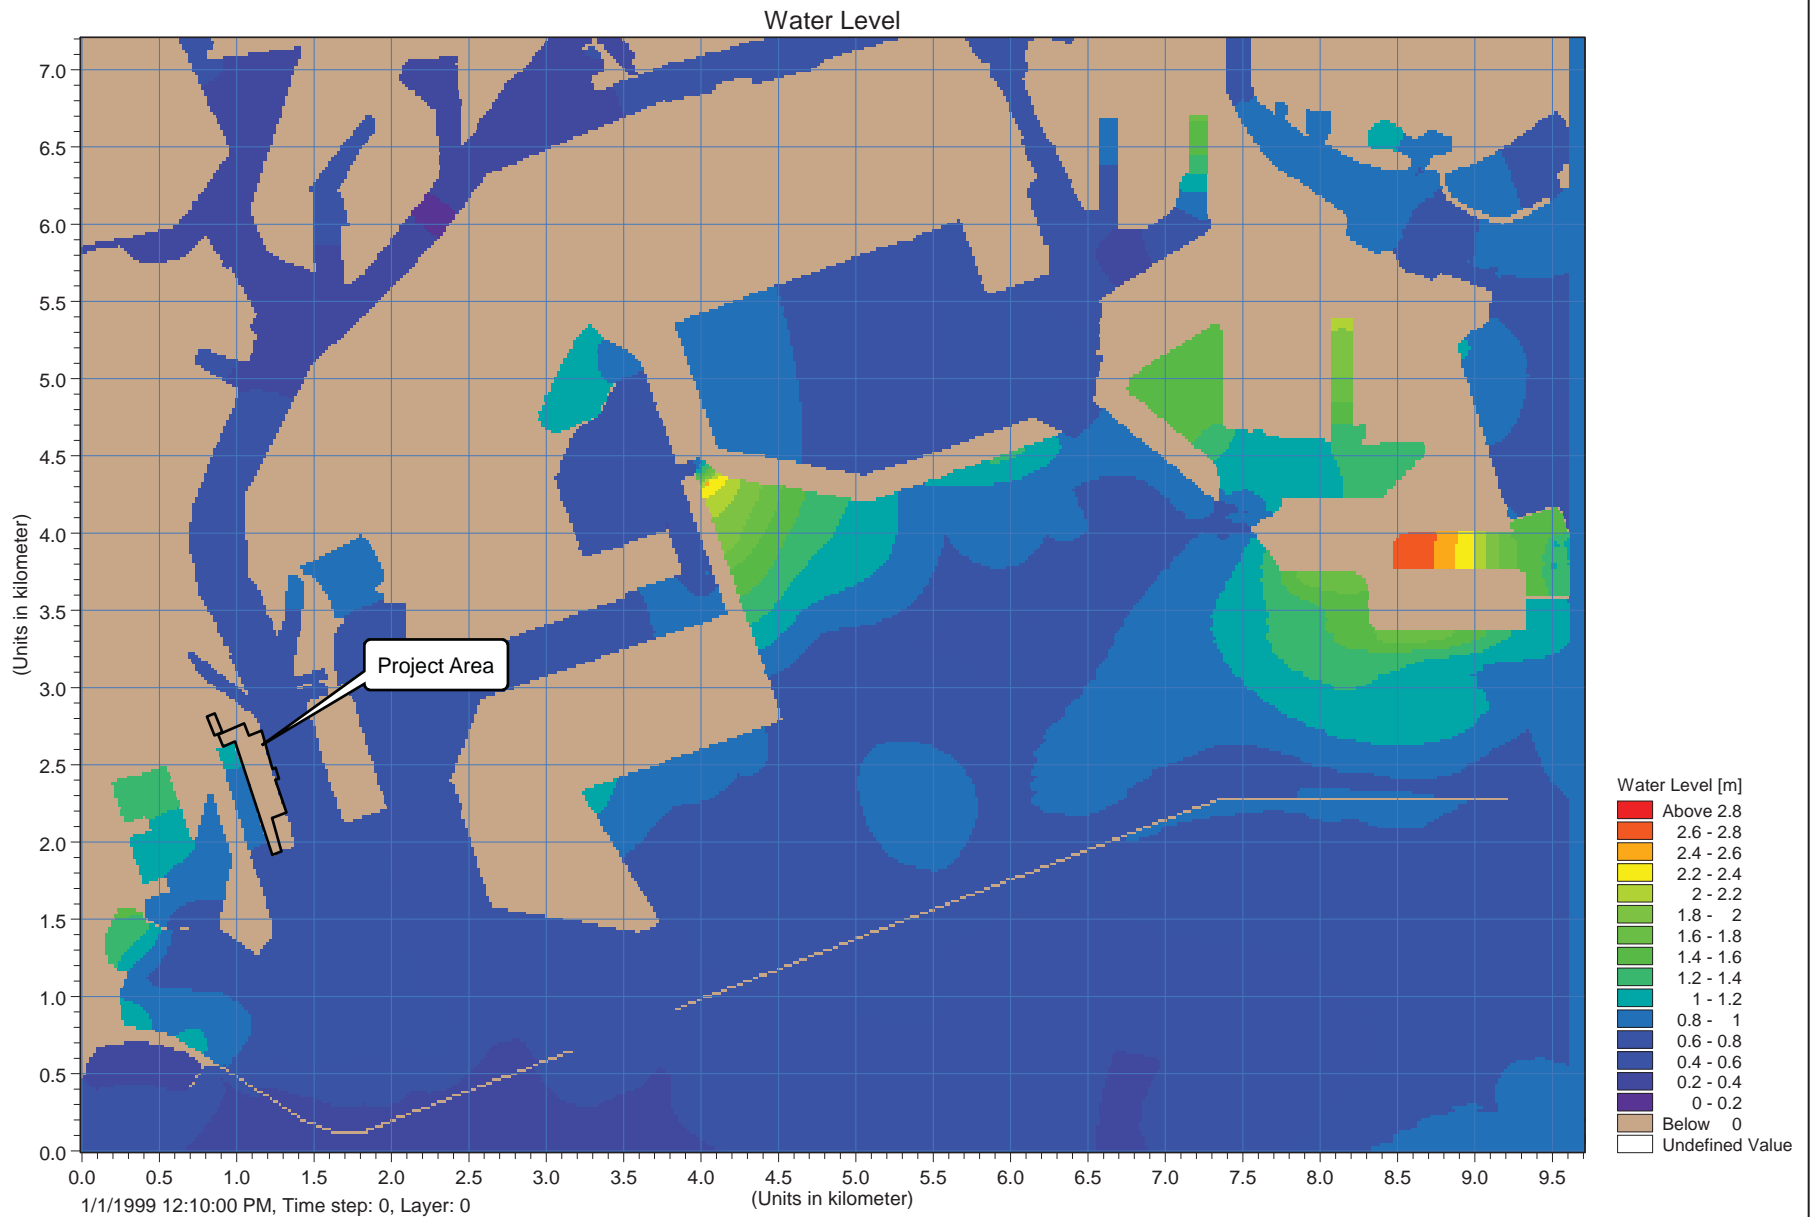 Water Level
7.0
6.5
6.0
5.5
5.0
4.5
4.0
3.5
3.0
2.5
2.0
1.5
1.0
0.5
0.0
(Units in kilometer)
Project Area
0.0 0.5 1.0 1.5 2.0 2.5 3.0 3.5 4.0 4.5 5.0 5.5 6.0 6.5 7.0 7.5 8.0 8.5 9.0 9.5
(Units in kilometer)
1/1/1999 12:10:00 PM, Time step: 0, Layer: 0
Water Level [m]
Above 2.8
2.6 - 2.8
2.4 - 2.6
2.2 - 2.4
2 - 2.2
1.8 - 2
1.6 - 1.8
1.4 - 1.6
1.2 - 1.4
1 - 1.2
0.8 - 1
0.6 - 0.8
0.4 - 0.6
0.2 - 0.4
0 - 0.2
Below 0
Undefined Value